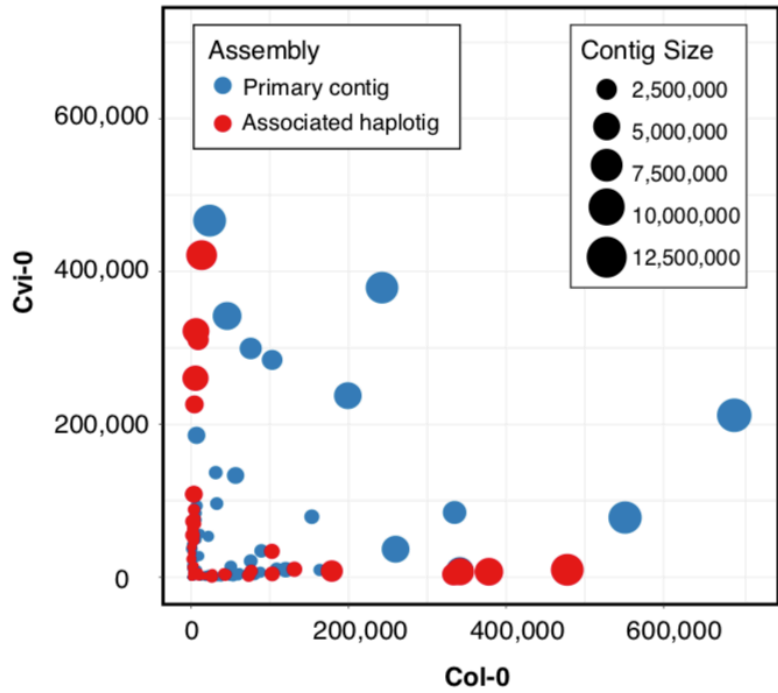 Assembly
Primary contig
Associated haplotig
Contig Size
2,500,000
5,000,000
7,500,000
10,000,000
12,500,000
600,000
400,000
200,000
0
Cvi-0
0
200,000
400,000
600,000
Col-0